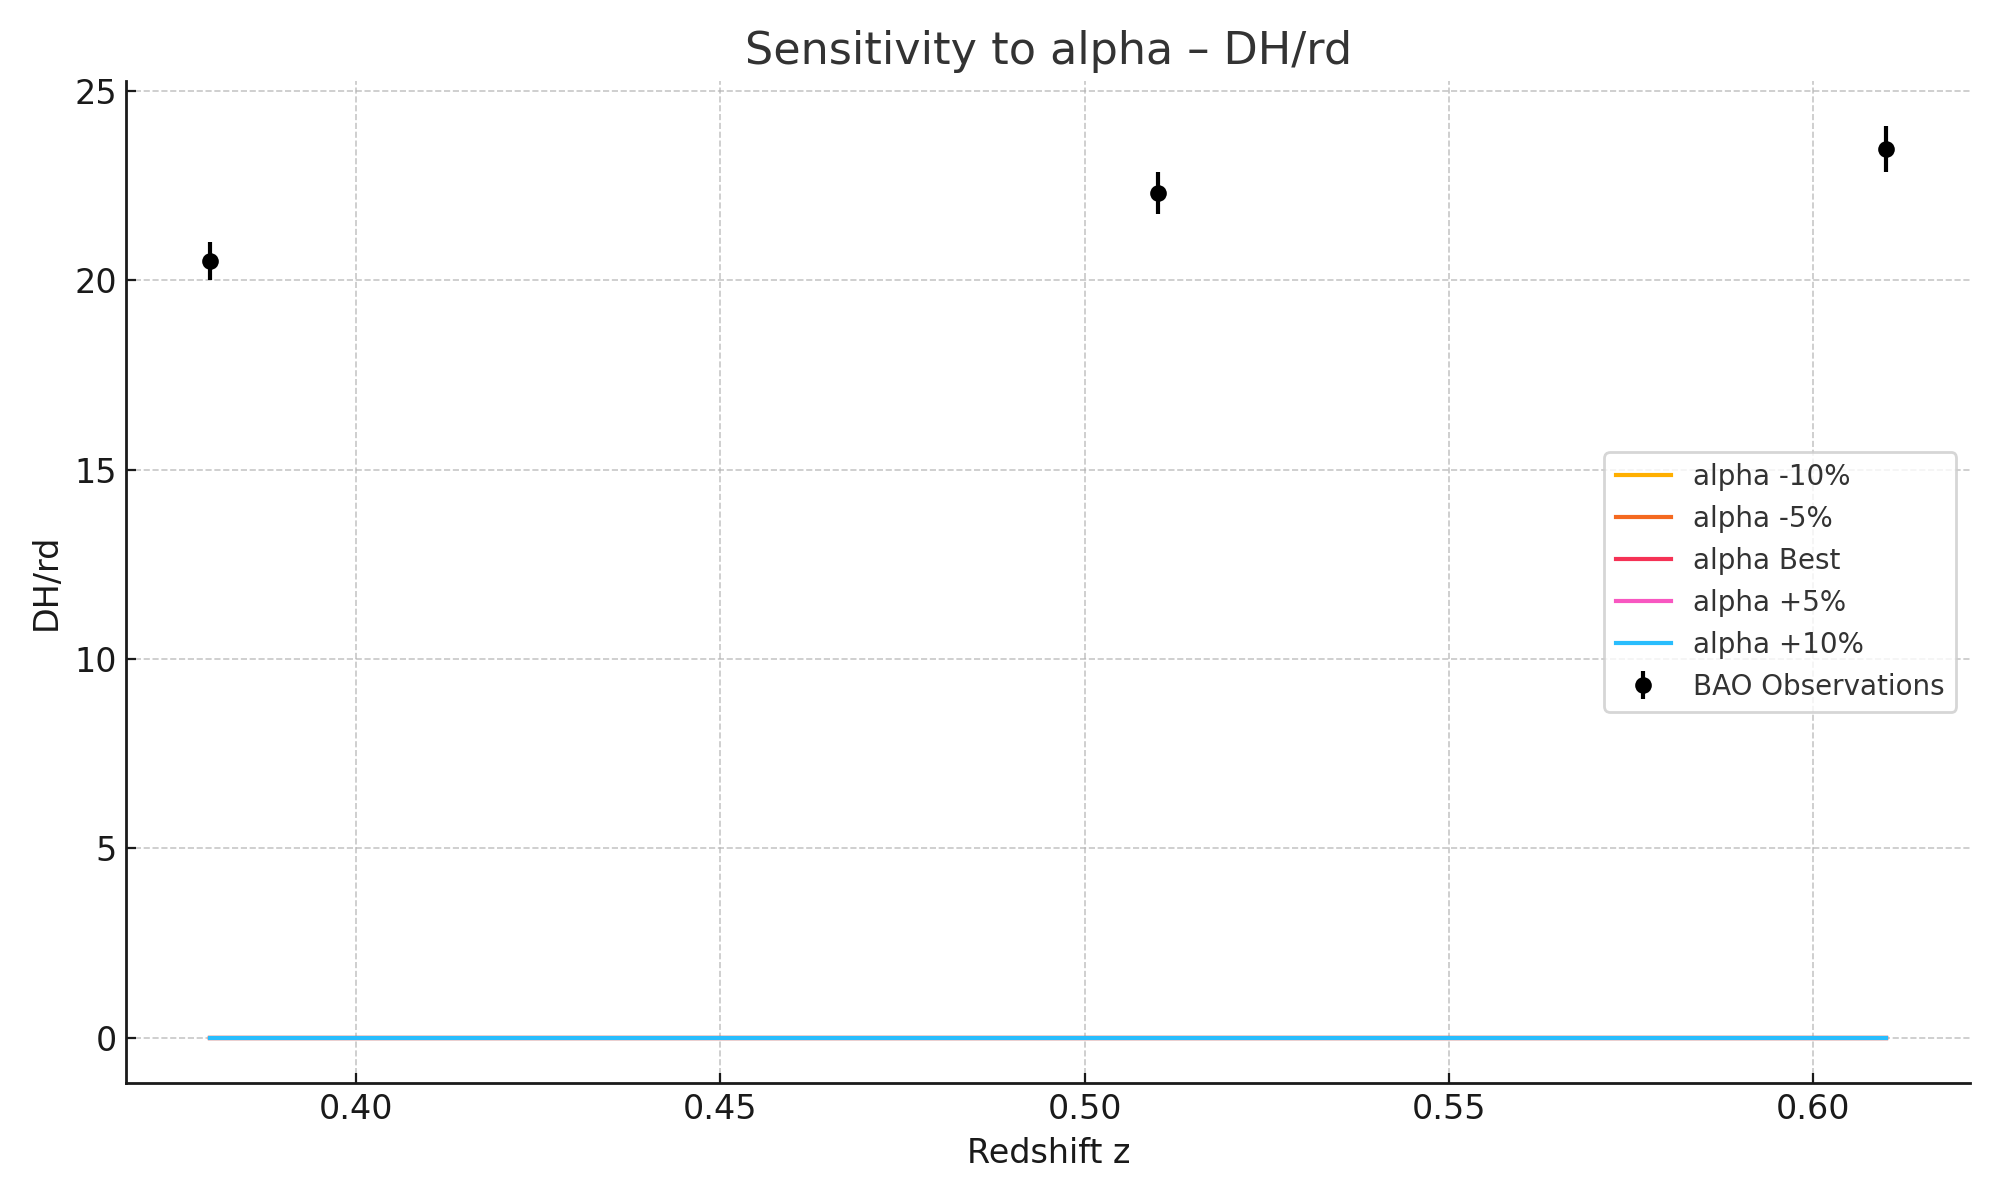 Sensitivity to alpha – DH/rd
25
20
15
10
5
0
DH/rd
alpha -10%
alpha -5%
alpha Best
alpha +5%
alpha +10%
BAO Observations
0.40 0.45 0.50 0.55 0.60
Redshift z